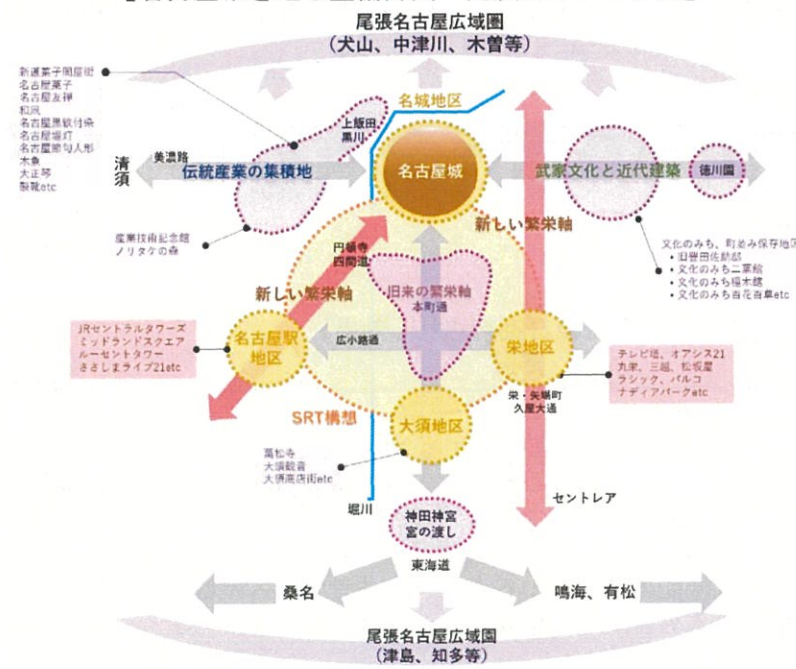 尾張名古屋広域圏
（犬山、中津川、木曽等）
新道菓子問屋街
名古屋菓子
名古屋友禅
和凧
名古屋黒紋付染
名古屋提灯
名古屋節句人形
木魚
大正琴
製靴etc
名城地区
上飯田
黒川
清須
美濃路
伝統産業の集積地
名古屋城
武家文化と近代建築
徳川園
新しい繁栄軸
産業技術記念館
ノリタケの森
円頓寺
四間道
文化のみち、町並み保存地区
・旧豊田佐助邸
・文化のみち二葉館
・文化のみち橦木館
・文化のみち百花百草etc
旧来の繁栄軸
本町通
新しい繁栄軸
JRセントラルタワーズ
ミッドランドスクエア
ルーセントタワー
ささしまライブ21etc
名古屋駅
地区
広小路通
栄地区
テレビ塔、オアシス21
丸栄、三越、松坂屋
ラシック、パルコ
ナディアパークetc
栄・矢場町
久屋大通
SRT構想
大須地区
萬松寺
大須観音
大須商店街etc
堀川
セントレア
神田神宮
宮の渡し
東海道
桑名
鳴海、有松
尾張名古屋広域圏
（津島、知多等）